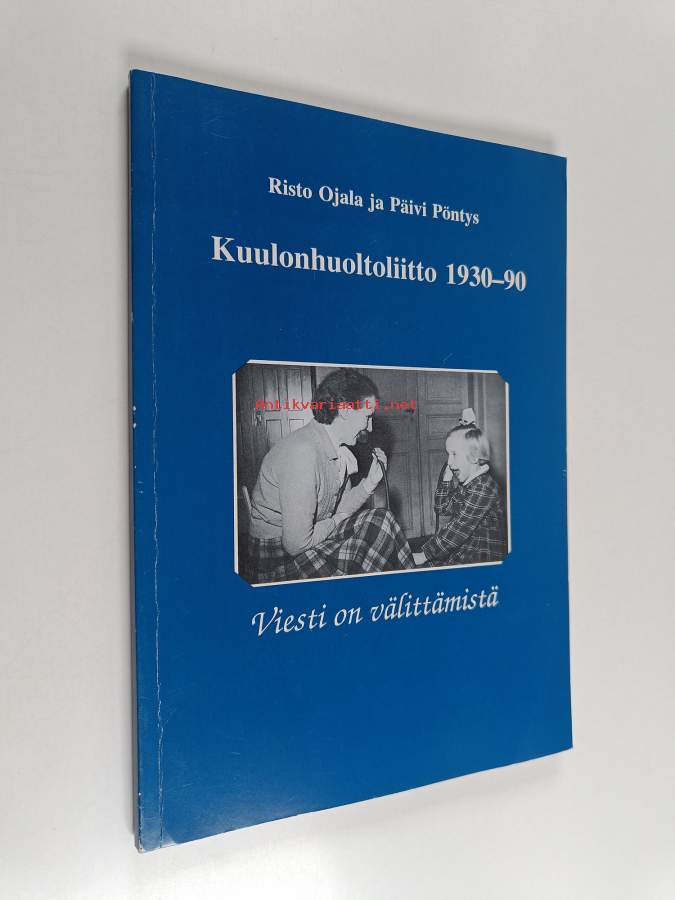 Risto Ojala ja Päivi Pöntys
Kuulonhuoltoliitto 1930–90
antikvariaatti.net
Viesti on välittämistä